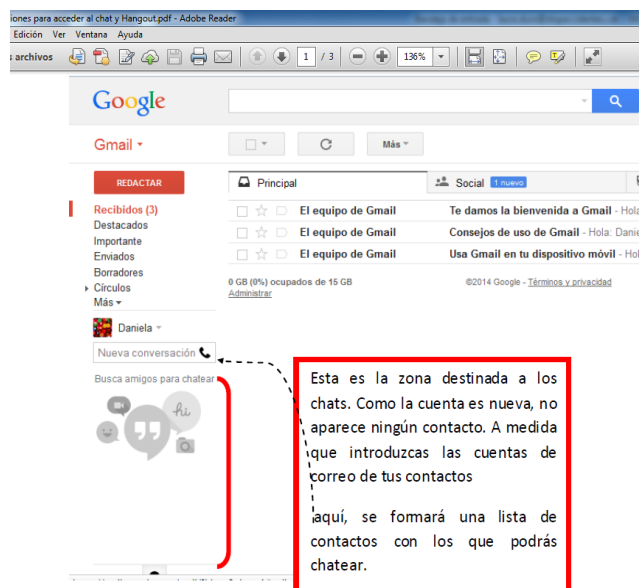 iones para acceder al chat y Hangout.pdf - Adobe Reader
Edición Ver Ventana Ayuda
archivos 1 / 3 136%
Google
Gmail Más
REDACTAR
Principal Social 1 nuevo
Recibidos (3)
Destacados
Importante
Enviados
Borradores
Círculos
Más
El equipo de Gmail Te damos la bienvenida a Gmail - Hola
El equipo de Gmail Consejos de uso de Gmail - Hola: Danie
El equipo de Gmail Usa Gmail en tu dispositivo móvil - Hol
0 GB (0%) ocupados de 15 GB ©2014 Google - Términos y privacidad
Administrar
Daniela
Nueva conversación
Busca amigos para chatear
hi
Esta es la zona destinada a los
chats. Como la cuenta es nueva, no
aparece ningún contacto. A medida
que introduzcas las cuentas de
correo de tus contactos
aquí, se formará una lista de
contactos con los que podrás
chatear.